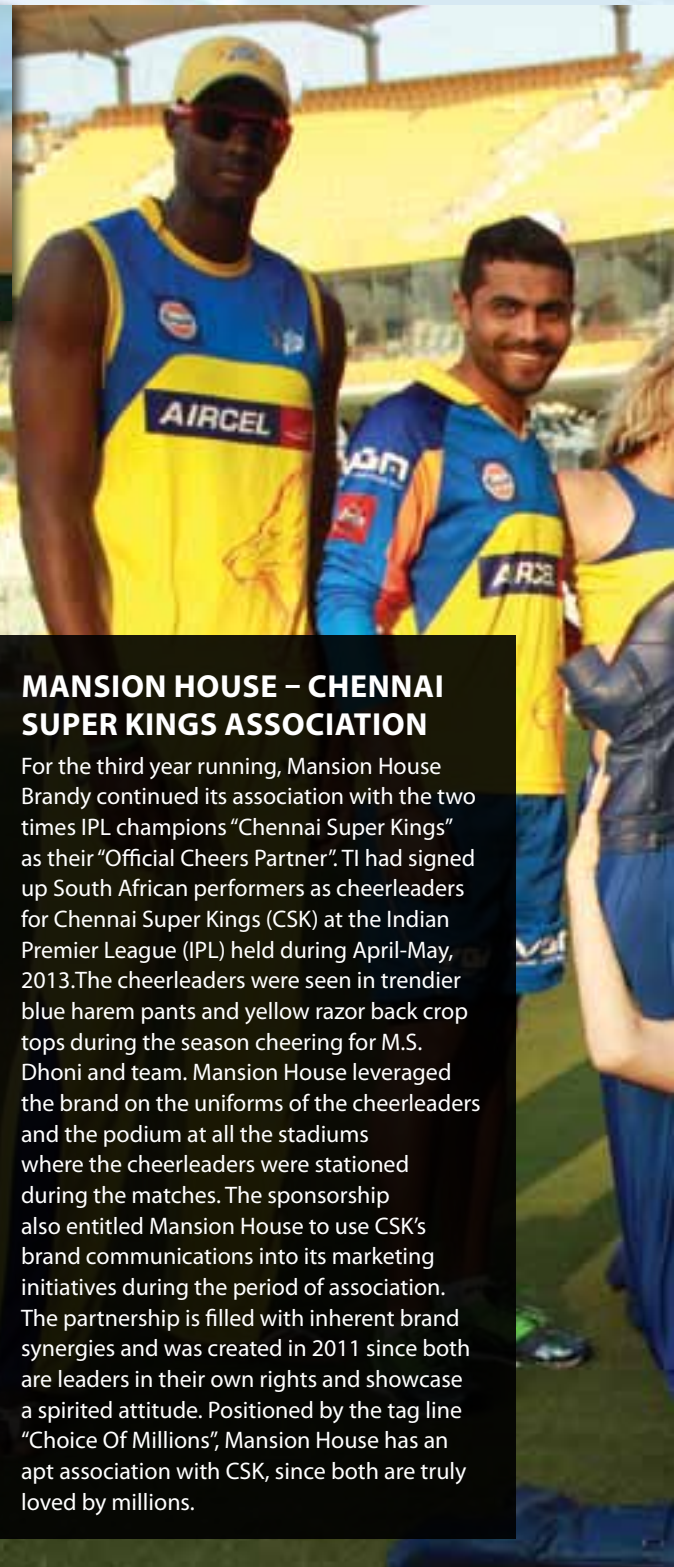 AIRCEL
VGN
AIRCEL
MANSION HOUSE – CHENNAI
SUPER KINGS ASSOCIATION
For the third year running, Mansion House
Brandy continued its association with the two
times IPL champions “Chennai Super Kings”
as their “Official Cheers Partner”. TI had signed
up South African performers as cheerleaders
for Chennai Super Kings (CSK) at the Indian
Premier League (IPL) held during April-May,
2013.The cheerleaders were seen in trendier
blue harem pants and yellow razor back crop
tops during the season cheering for M.S.
Dhoni and team. Mansion House leveraged
the brand on the uniforms of the cheerleaders
and the podium at all the stadiums
where the cheerleaders were stationed
during the matches. The sponsorship
also entitled Mansion House to use CSK’s
brand communications into its marketing
initiatives during the period of association.
The partnership is filled with inherent brand
synergies and was created in 2011 since both
are leaders in their own rights and showcase
a spirited attitude. Positioned by the tag line
“Choice Of Millions”, Mansion House has an
apt association with CSK, since both are truly
loved by millions.